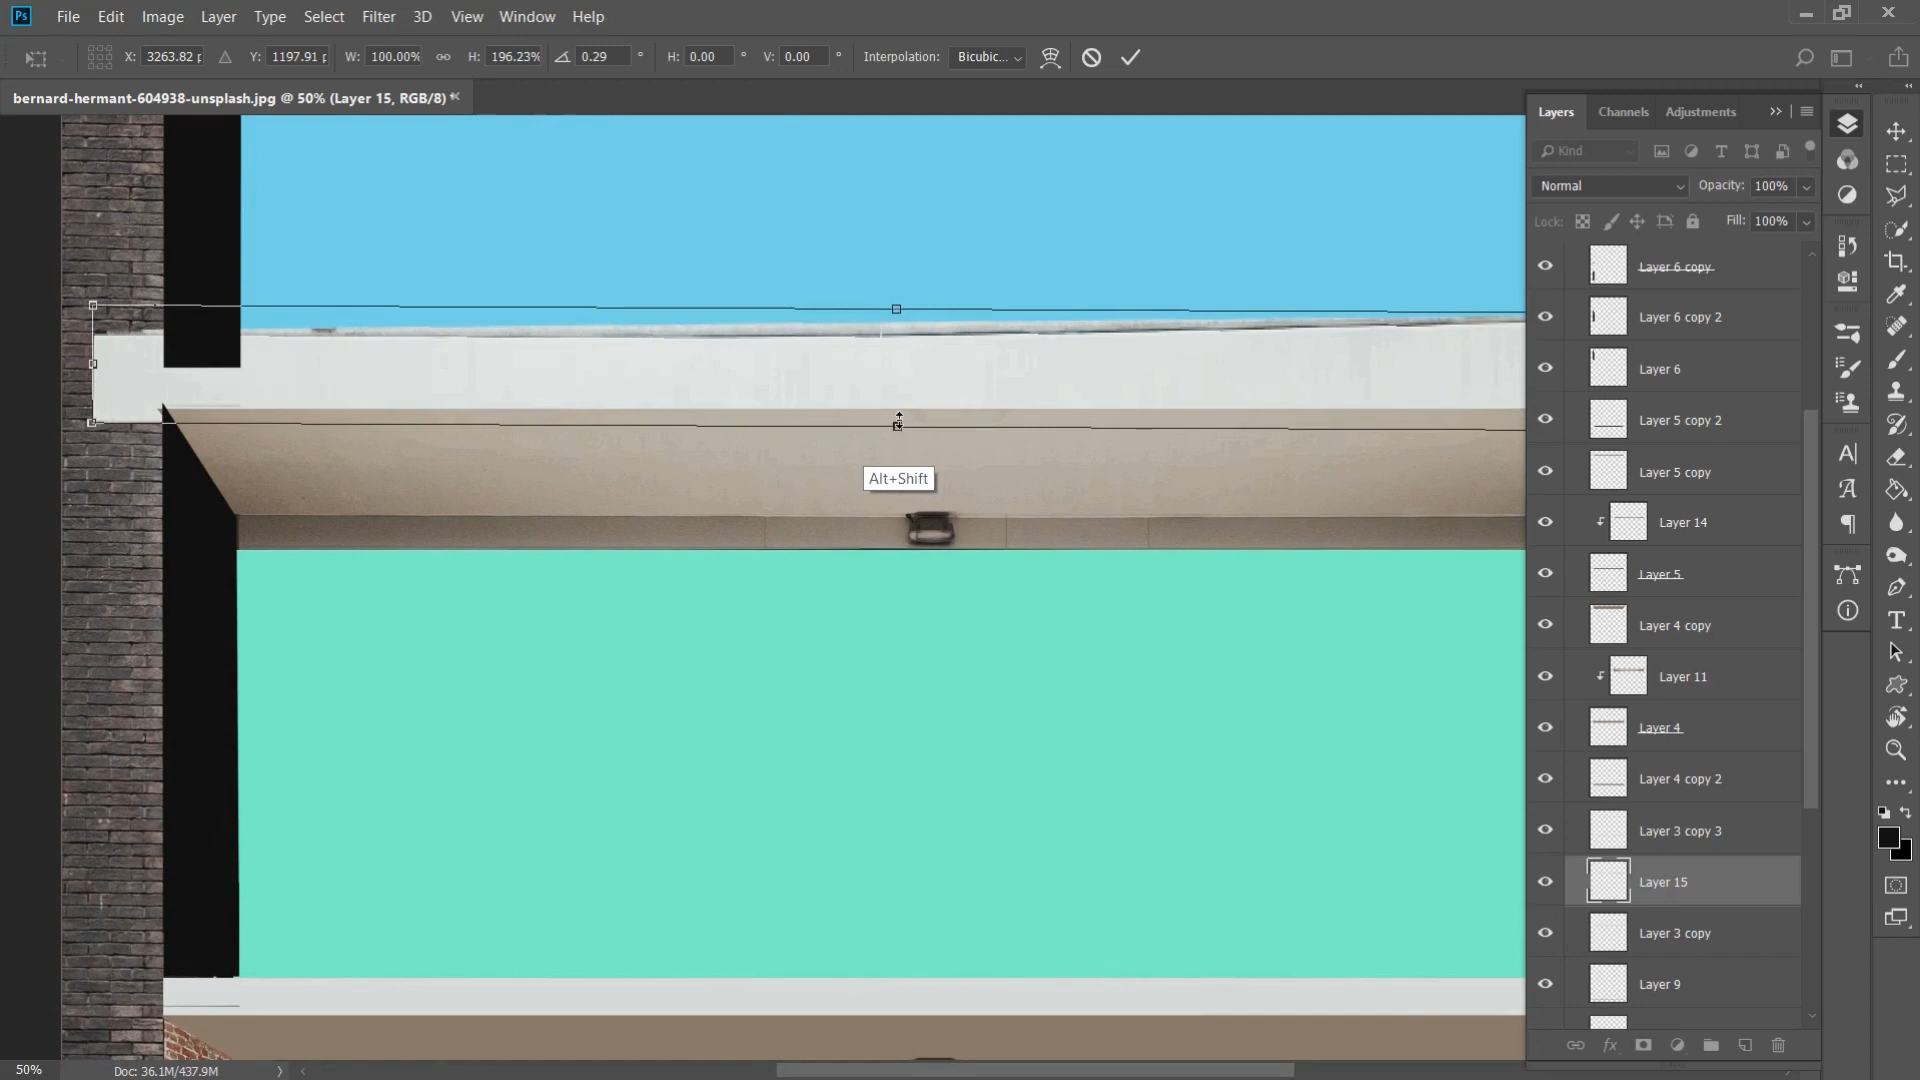 Ps File Edit Image Layer Type Select Filter 3D View Window Help
X: 3263.82 p Y: 1197.91 p W: 100.00% H: 196.23% 0.29 ° H: 0.00 ° V: 0.00 ° Interpolation: Bicubic...
bernard-hermant-604938-unsplash.jpg @ 50% (Layer 15, RGB/8) *
Layers Channels Adjustments
Kind
Normal Opacity: 100%
Lock: Fill: 100%
Layer 6 copy
Layer 6 copy 2
Layer 6
Layer 5 copy 2
Layer 5 copy
Alt+Shift
Layer 14
Layer 5
Layer 4 copy
Layer 11
Layer 4
Layer 4 copy 2
Layer 3 copy 3
Layer 15
Layer 3 copy
Layer 9
50% Doc: 36.1M/437.9M